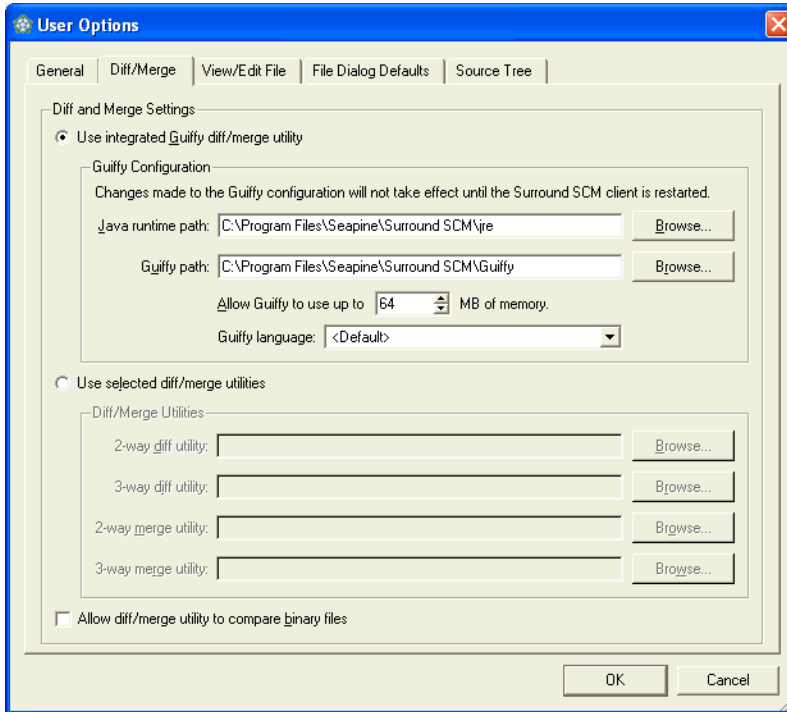 User Options
General Diff/Merge View/Edit File File Dialog Defaults Source Tree
Diff and Merge Settings
Use integrated Guiffy diff/merge utility
Guiffy Configuration
Changes made to the Guiffy configuration will not take effect until the Surround SCM client is restarted.
Java runtime path: C:\Program Files\Seapine\Surround SCM\jre Browse...
Guiffy path: C:\Program Files\Seapine\Surround SCM\Guiffy Browse...
Allow Guiffy to use up to 64 MB of memory.
Guiffy language: <Default>
Use selected diff/merge utilities
Diff/Merge Utilities
2-way diff utility: Browse...
3-way diff utility: Browse...
2-way merge utility: Browse...
3-way merge utility: Browse...
Allow diff/merge utility to compare binary files
OK Cancel